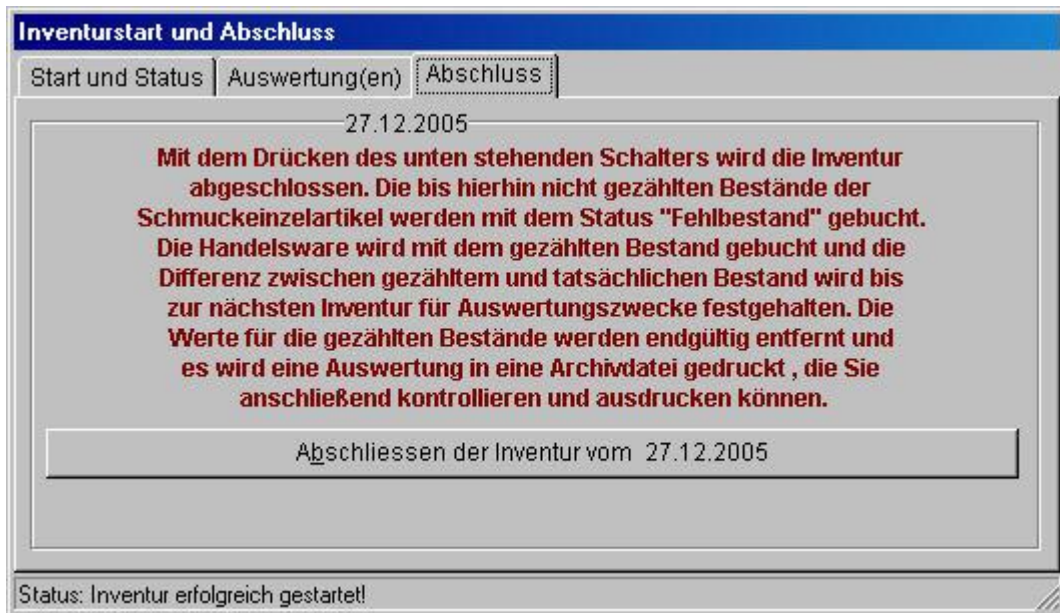 Inventurstart und Abschluss
Start und Status Auswertung(en) Abschluss
27.12.2005
Mit dem Drücken des unten stehenden Schalters wird die Inventur
abgeschlossen. Die bis hierhin nicht gezählten Bestände der
Schmuckeinzelartikel werden mit dem Status "Fehlbestand" gebucht.
Die Handelsware wird mit dem gezählten Bestand gebucht und die
Differenz zwischen gezähltem und tatsächlichen Bestand wird bis
zur nächsten Inventur für Auswertungszwecke festgehalten. Die
Werte für die gezählten Bestände werden endgültig entfernt und
es wird eine Auswertung in eine Archivdatei gedruckt , die Sie
anschließend kontrollieren und ausdrucken können.
Abschliessen der Inventur vom 27.12.2005
Status: Inventur erfolgreich gestartet!